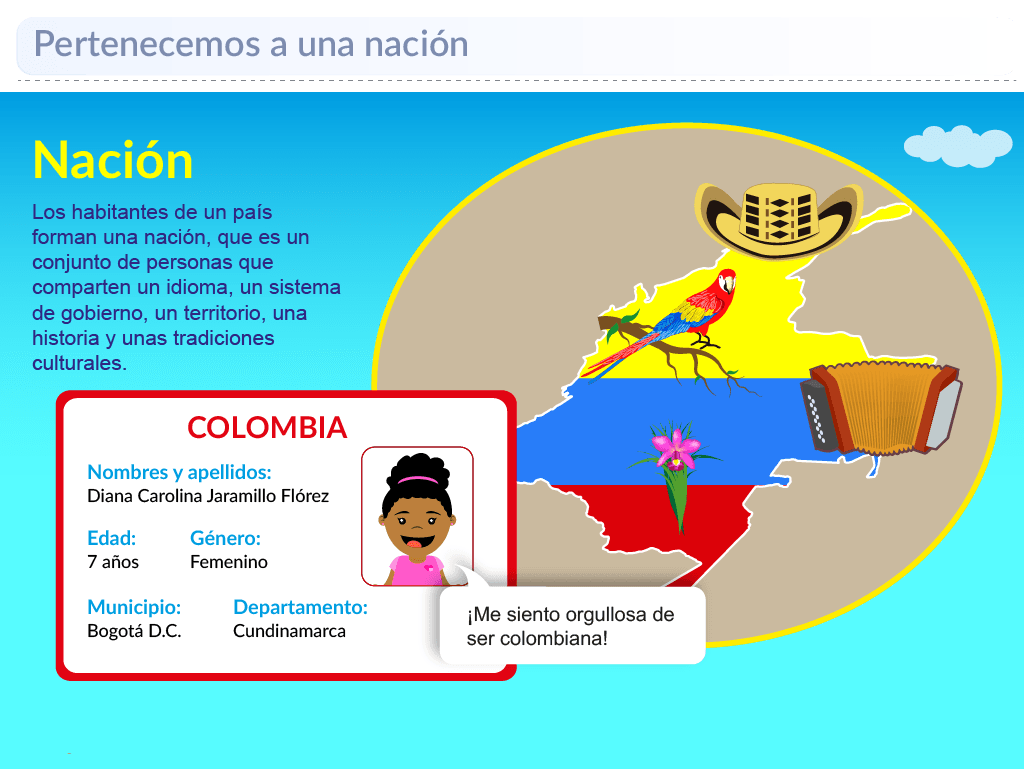 Pertenecemos a una nación
Nación
Los habitantes de un país
forman una nación, que es un
conjunto de personas que
comparten un idioma, un sistema
de gobierno, un territorio, una
historia y unas tradiciones
culturales.
COLOMBIA
Nombres y apellidos:
Diana Carolina Jaramillo Flórez
Edad: Género:
7 años Femenino
Municipio: Departamento:
Bogotá D.C. Cundinamarca
¡Me siento orgullosa de
ser colombiana!